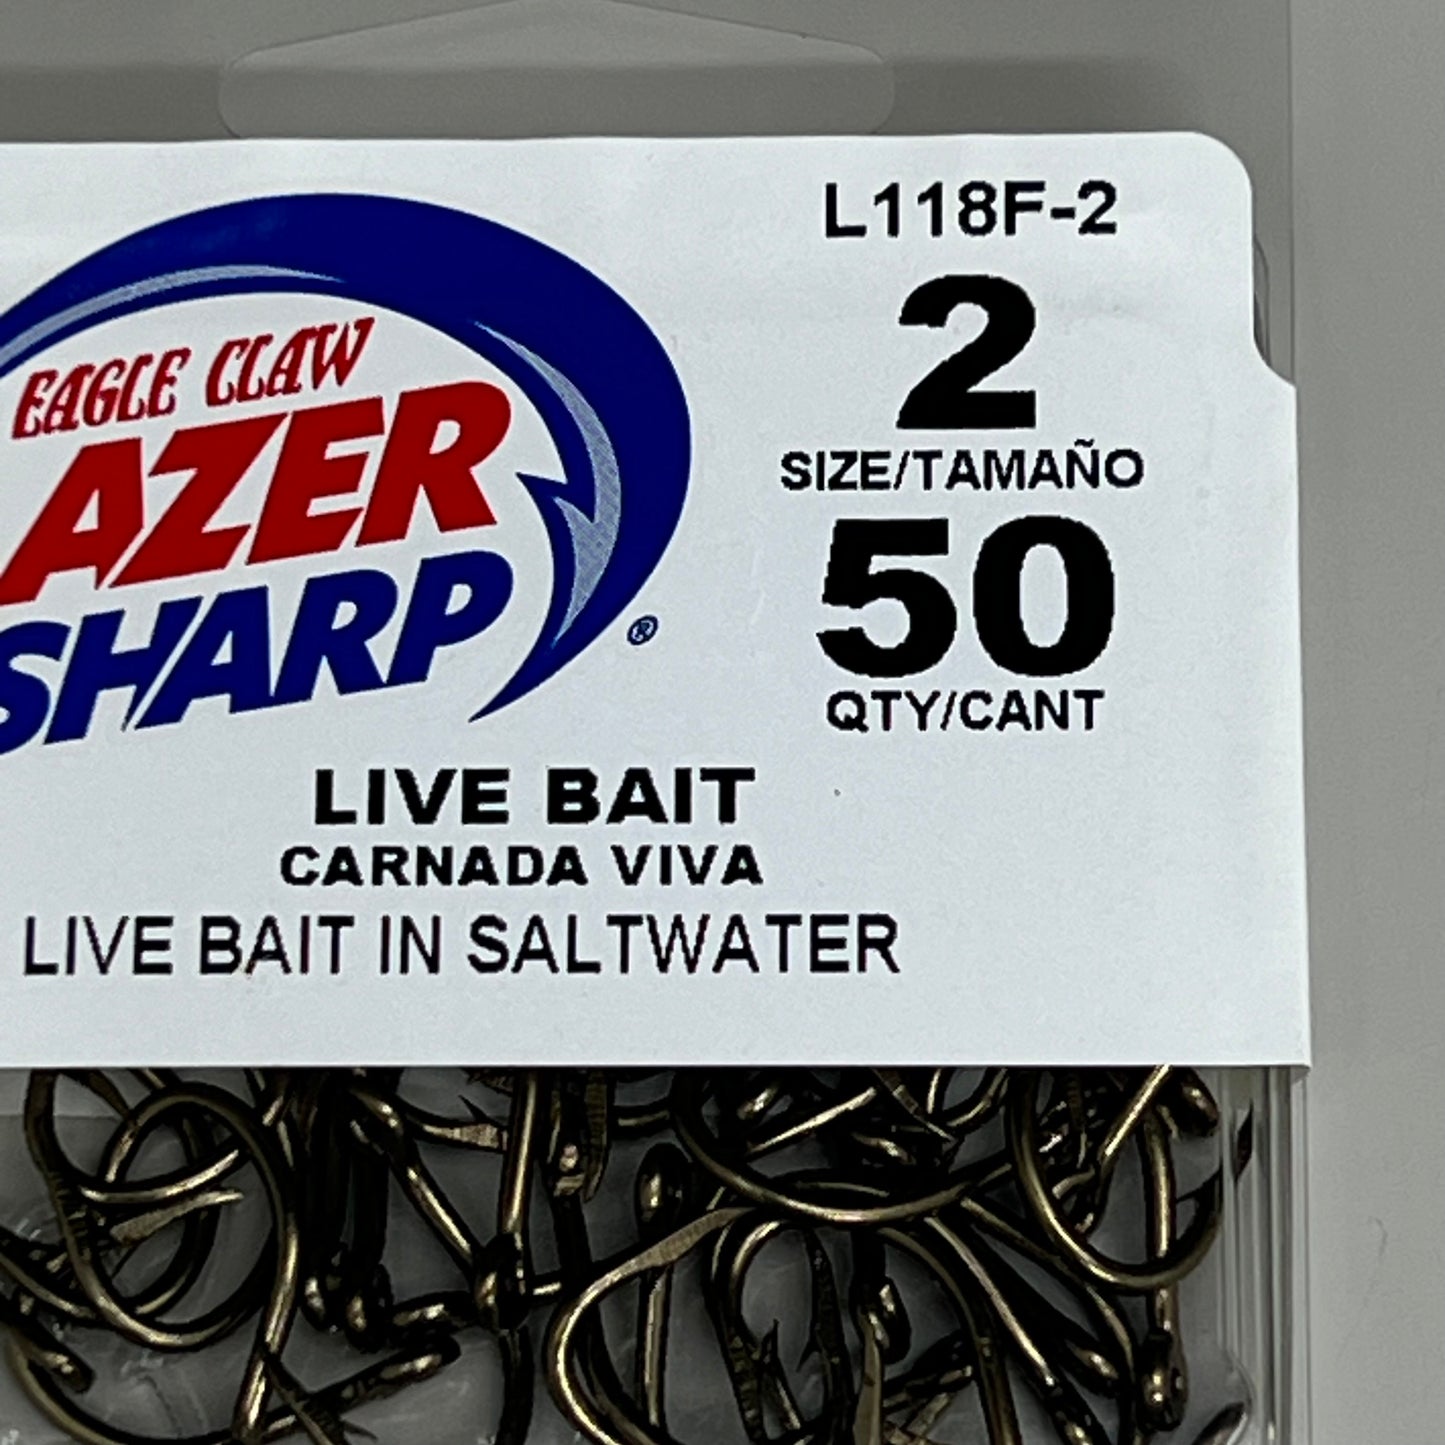 L118F-2
2
SIZE/TAMAÑO
50
QTY/CANT
EAGLE CLAW
AZER
SHARP®
LIVE BAIT
CARNADA VIVA
LIVE BAIT IN SALTWATER